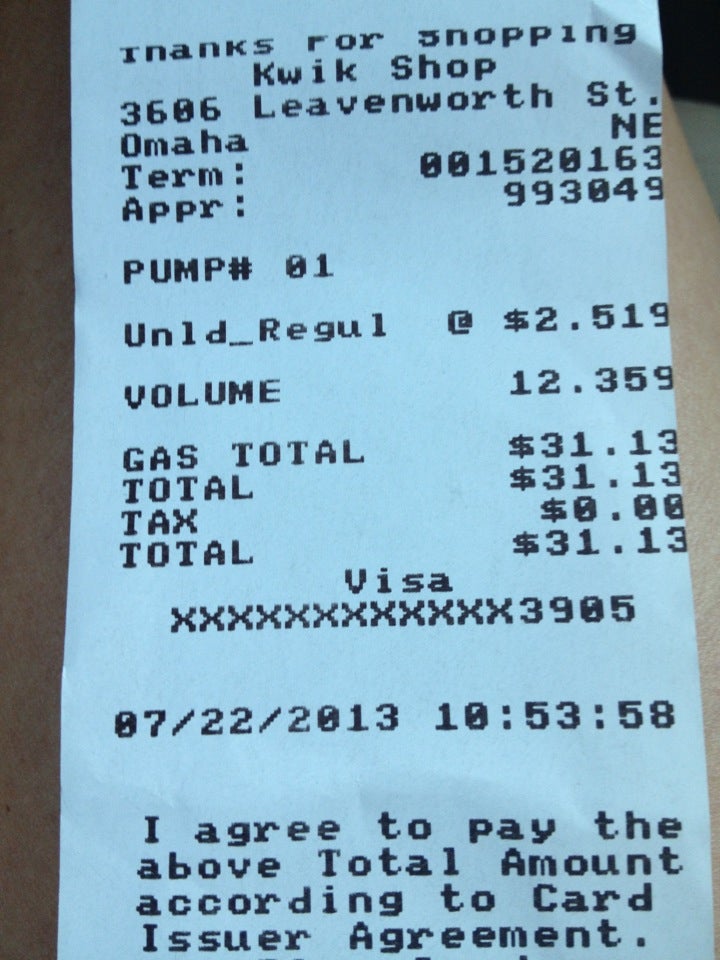 Thanks For Shopping
Kwik Shop
3606 Leavenworth St.
Omaha NE
Term: 001520163
Appr: 993049
PUMP# 01
Unld_Regul @ $2.519
VOLUME 12.359
GAS TOTAL $31.13
TOTAL $31.13
TAX $0.00
TOTAL $31.13
Visa
XXXXXXXXXXXX3905
07/22/2013 10:53:58
I agree to pay the
above Total Amount
according to Card
Issuer Agreement.